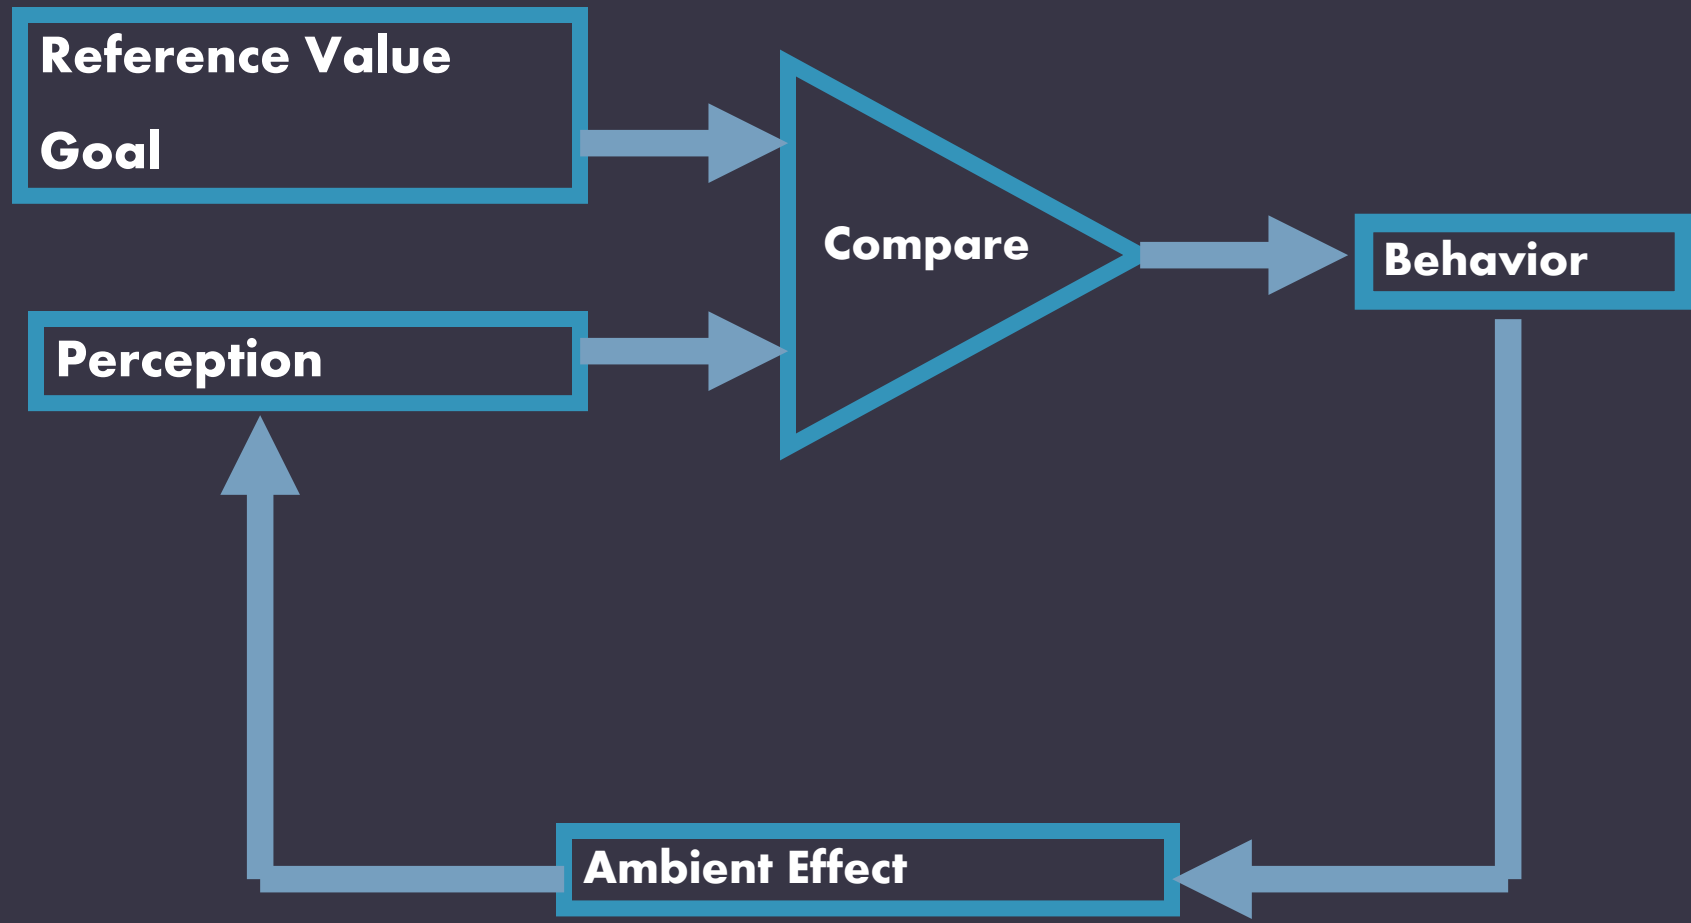 Reference Value
Goal
Compare
Behavior
Perception
Ambient Effect